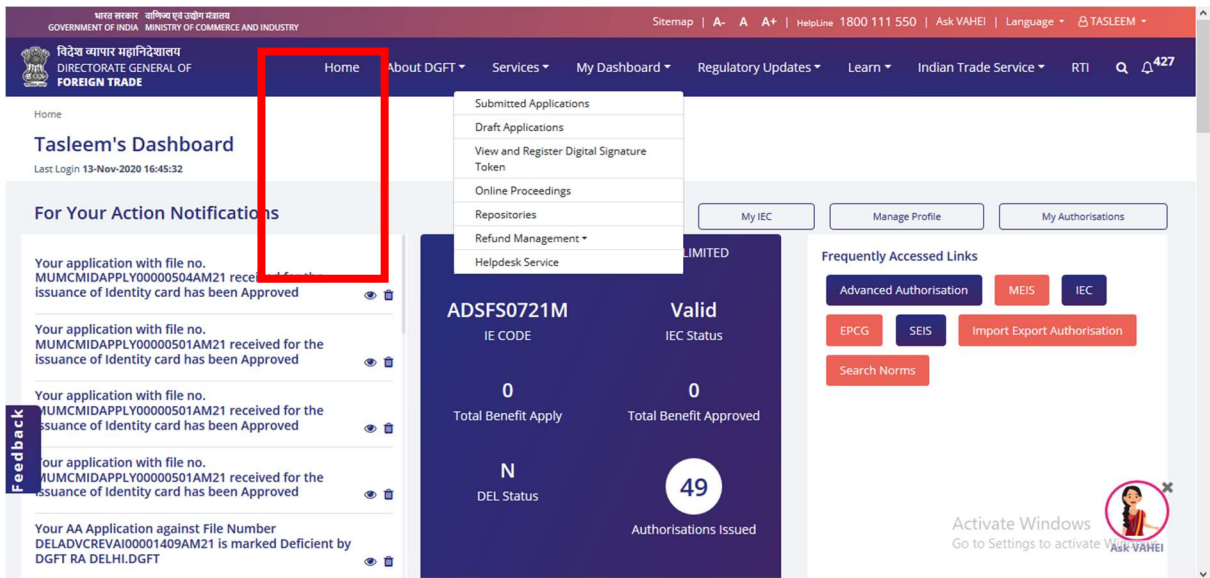 भारत सरकार वाणिज्य एवं उद्योग मंत्रालय
GOVERNMENT OF INDIA MINISTRY OF COMMERCE AND INDUSTRY
Sitemap | A- A A+ | HelpLine 1800 111 550 | Ask VAHEI | Language TASLEEM
विदेश व्यापार महानिदेशालय
DIRECTORATE GENERAL OF
FOREIGN TRADE
Home About DGFT Services My Dashboard Regulatory Updates Learn Indian Trade Service RTI 427
Home
Tasleem's Dashboard
Last Login 13-Nov-2020 16:45:32
Submitted Applications
Draft Applications
View and Register Digital Signature
Token
Online Proceedings
Repositories
Refund Management
Helpdesk Service
For Your Action Notifications
My IEC
Manage Profile
My Authorisations
Your application with file no.
MUMCMIDAPPLY00000504AM21 received for the
issuance of Identity card has been Approved
Your application with file no.
MUMCMIDAPPLY00000501AM21 received for the
issuance of Identity card has been Approved
Your application with file no.
MUMCMIDAPPLY00000501AM21 received for the
issuance of Identity card has been Approved
Your application with file no.
MUMCMIDAPPLY00000501AM21 received for the
issuance of Identity card has been Approved
Your AA Application against File Number
DELADVCREVAI00001409AM21 is marked Deficient by
DGFT RA DELHI.DGFT
Feedback
LIMITED
ADSFS0721M
IE CODE
Valid
IEC Status
0
Total Benefit Apply
0
Total Benefit Approved
N
DEL Status
49
Authorisations Issued
Frequently Accessed Links
Advanced Authorisation MEIS IEC
EPCG SEIS Import Export Authorisation
Search Norms
Activate Windows
Go to Settings to activate
Ask VAHEI